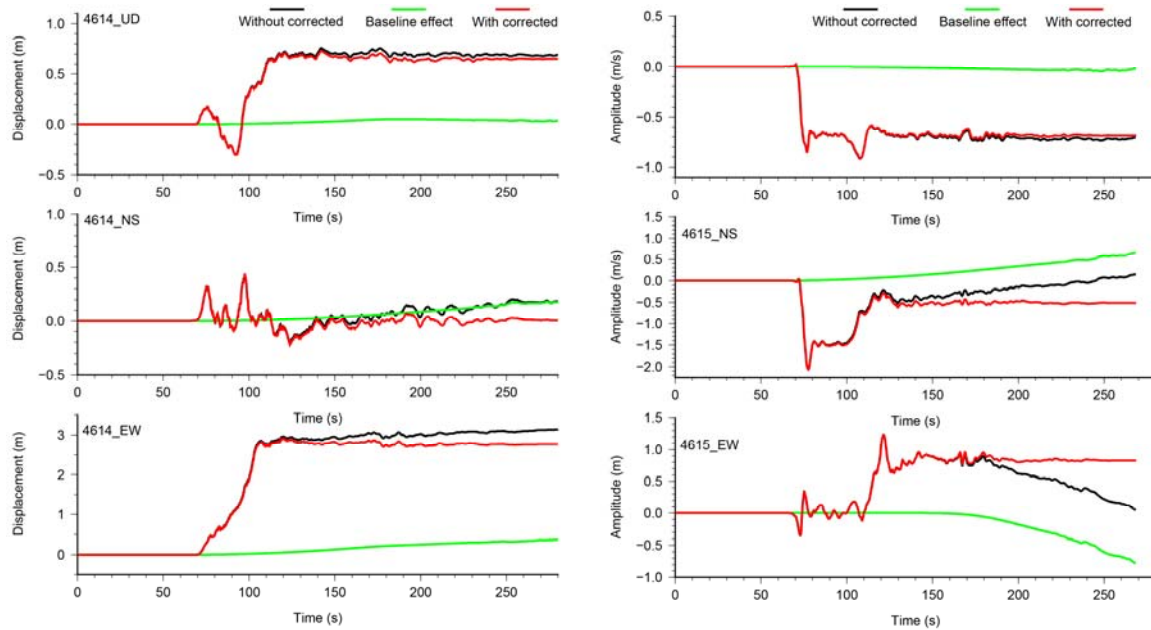 Without corrected Baseline effect With corrected
4614_UD
Displacement (m)
1.0
0.5
0.0
−0.5
0 50 100 150 200 250
Time (s)
4614_NS
Displacement (m)
1.0
0.5
0.0
−0.5
0 50 100 150 200 250
Time (s)
4614_EW
Displacement (m)
3
2
1
0
0 50 100 150 200 250
Time (s)
Without corrected Baseline effect With corrected
Amplitude (m/s)
0.5
0.0
−0.5
−1.0
0 50 100 150 200 250
Time (s)
4615_NS
Amplitude (m/s)
1.5
1.0
0.5
0.0
−0.5
−1.0
−1.5
−2.0
0 50 100 150 200 250
Time (s)
4615_EW
Amplitude (m)
1.5
1.0
0.5
0.0
−0.5
−1.0
0 50 100 150 200 250
Time (s)